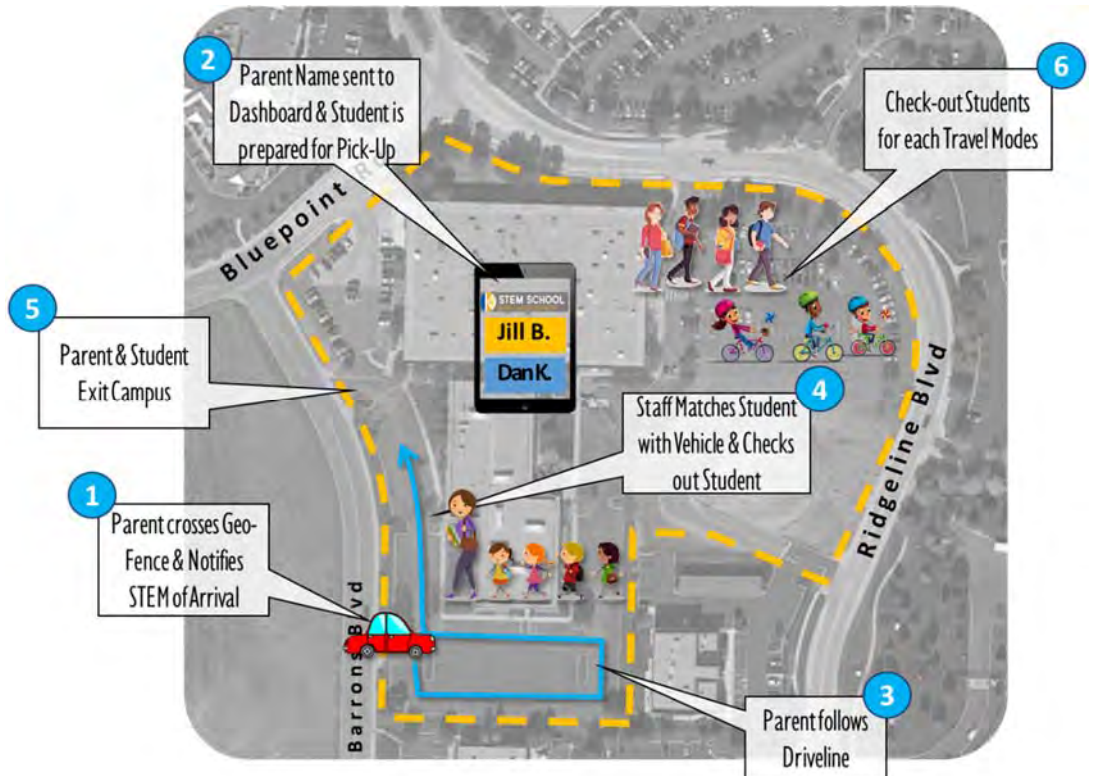 2
Parent Name sent to
Dashboard & Student is
prepared for Pick-Up
6
Check-out Students
for each Travel Modes
Bluepoint R
STEM SCHOOL
Jill B.
Dan K.
5
Parent & Student
Exit Campus
4
Staff Matches Student
with Vehicle & Checks
out Student
Ridgeline Blvd
1
Parent crosses Geo-
Fence & Notifies
STEM of Arrival
Barrons Blvd
3
Parent follows
Driveline